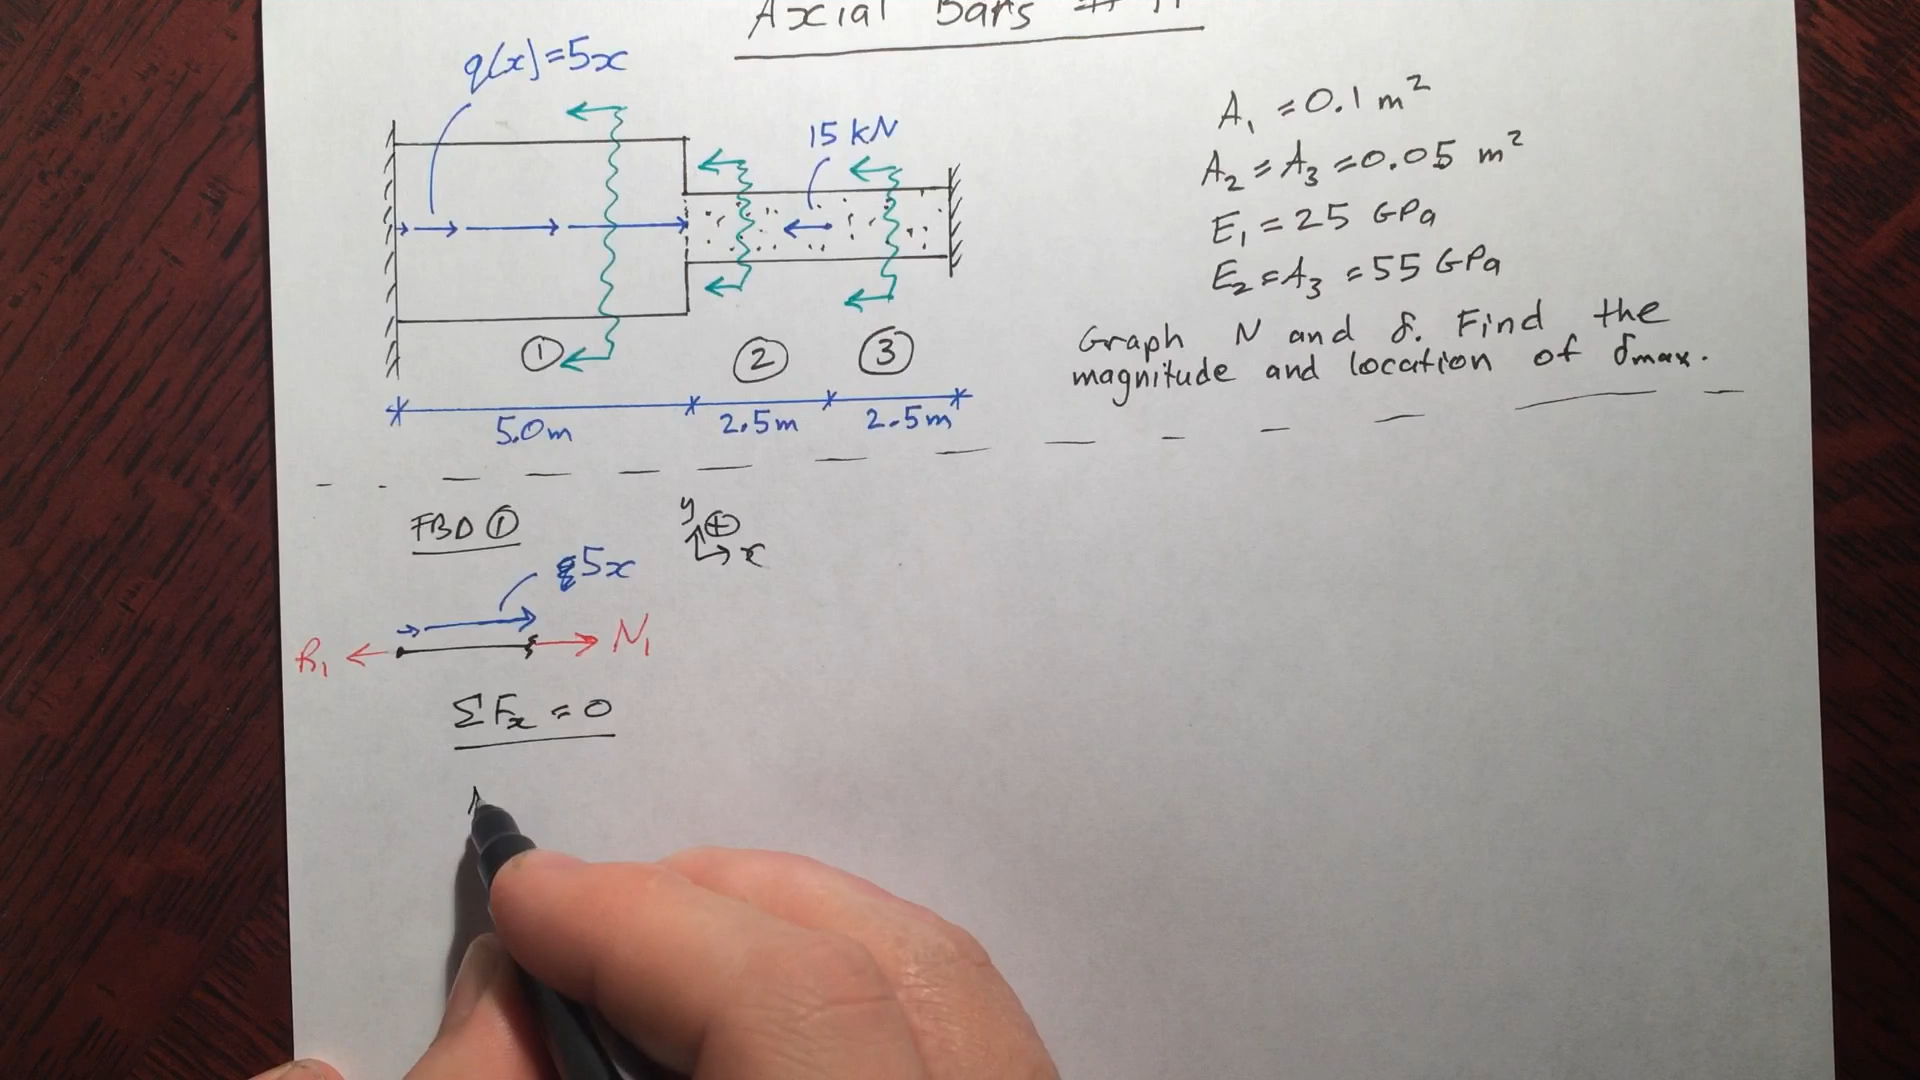 Axial Bars #11
q(x)=5x
15 kN
① ② ③
5.0m 2.5m 2.5m
A₁ = 0.1 m²
A₂ = A₃ = 0.05 m²
E₁ = 25 GPa
E₂ = A₃ = 55 GPa
Graph N and δ. Find the
magnitude and location of δmax.
FBD ①
y ⊕
x
5x
R₁ N₁
ΣFx = 0